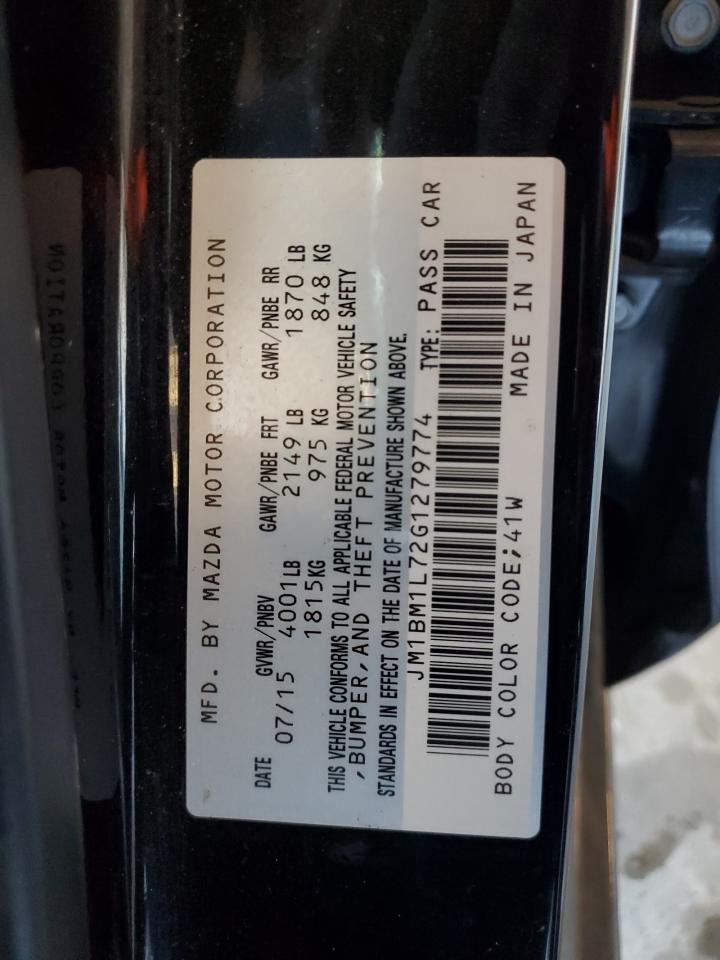 MFD. BY MAZDA MOTOR CORPORATION
DATE GVWR/PNBV GAWR/PNBE FRT GAWR/PNBE RR
07/15 4001LB 2149 LB 1870 LB
1815KG 975 KG 848 KG
THIS VEHICLE CONFORMS TO ALL APPLICABLE FEDERAL MOTOR VEHICLE SAFETY
,BUMPER,AND THEFT PREVENTION
STANDARDS IN EFFECT ON THE DATE OF MANUFACTURE SHOWN ABOVE.
JM1BM1L72G1279774 TYPE: PASS CAR
BODY COLOR CODE;41W MADE IN JAPAN